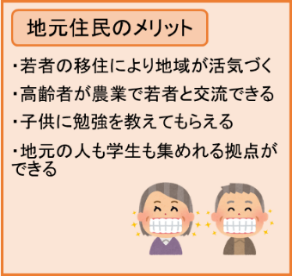 地元住民のメリット
・若者の移住により地域が活気づく
・高齢者が農業で若者と交流できる
・子供に勉強を教えてもらえる
・地元の人も学生も集めれる拠点が
できる